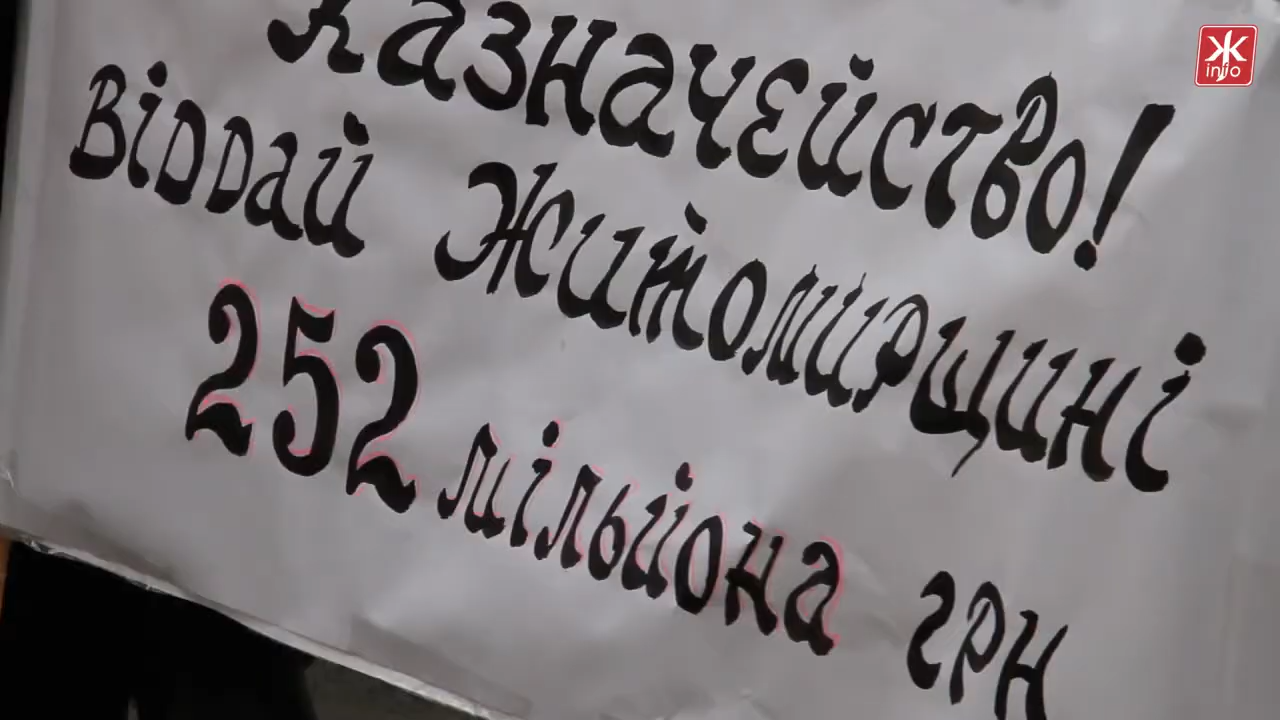 Казначейство!
Віддай Житомирщині
252 мільйона грн
Ж info